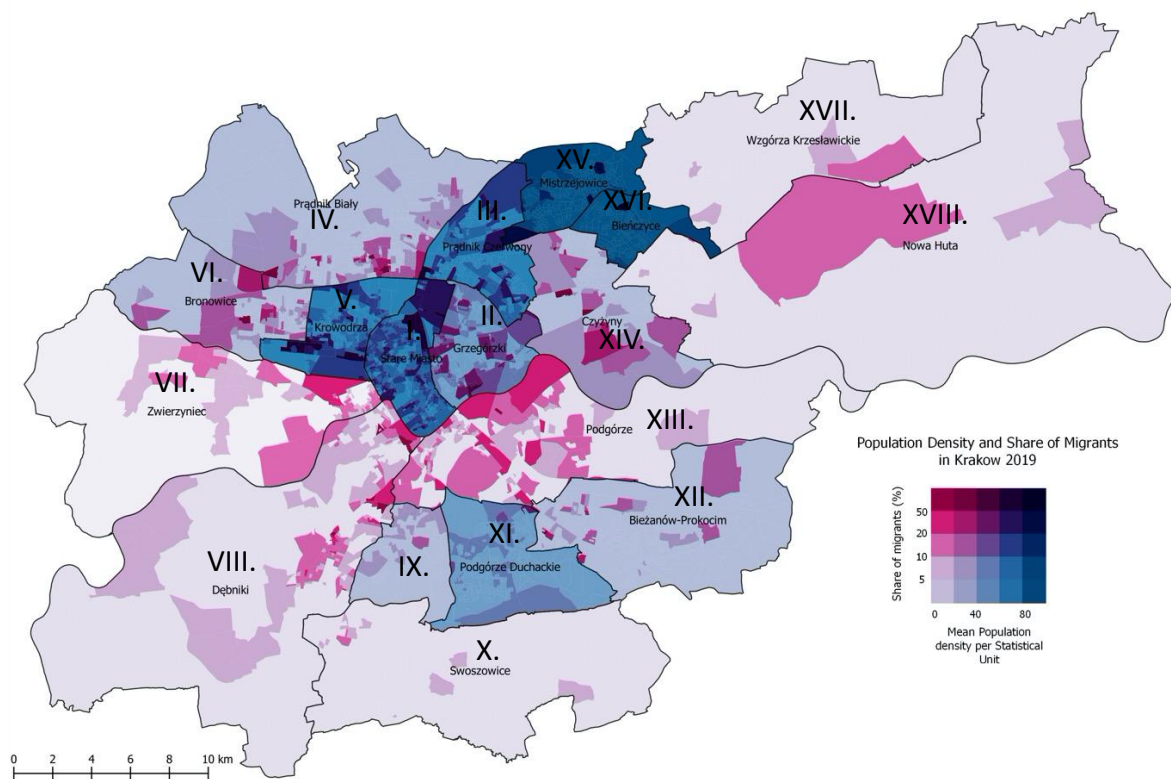 XVII.
Wzgórza Krzesławickie
XV.
Mistrzejowice
XVI.
Bieńczyce
III.
Prądnik Czerwony
Prądnik Biały
IV.
XVIII.
Nowa Huta
VI.
Bronowice
V.
Krowodrza
I.
Stare Miasto
II.
Grzegórzki
Czyżyny
XIV.
VII.
Zwierzyniec
XIII.
Podgórze
XII.
Bieżanów-Prokocim
XI.
Podgórze Duchackie
IX.
VIII.
Dębniki
X.
Swoszowice
Population Density and Share of Migrants
in Krakow 2019
Share of migrants (%)
50
20
10
5
0 40 80
Mean Population
density per Statistical
Unit
0 2 4 6 8 10 km